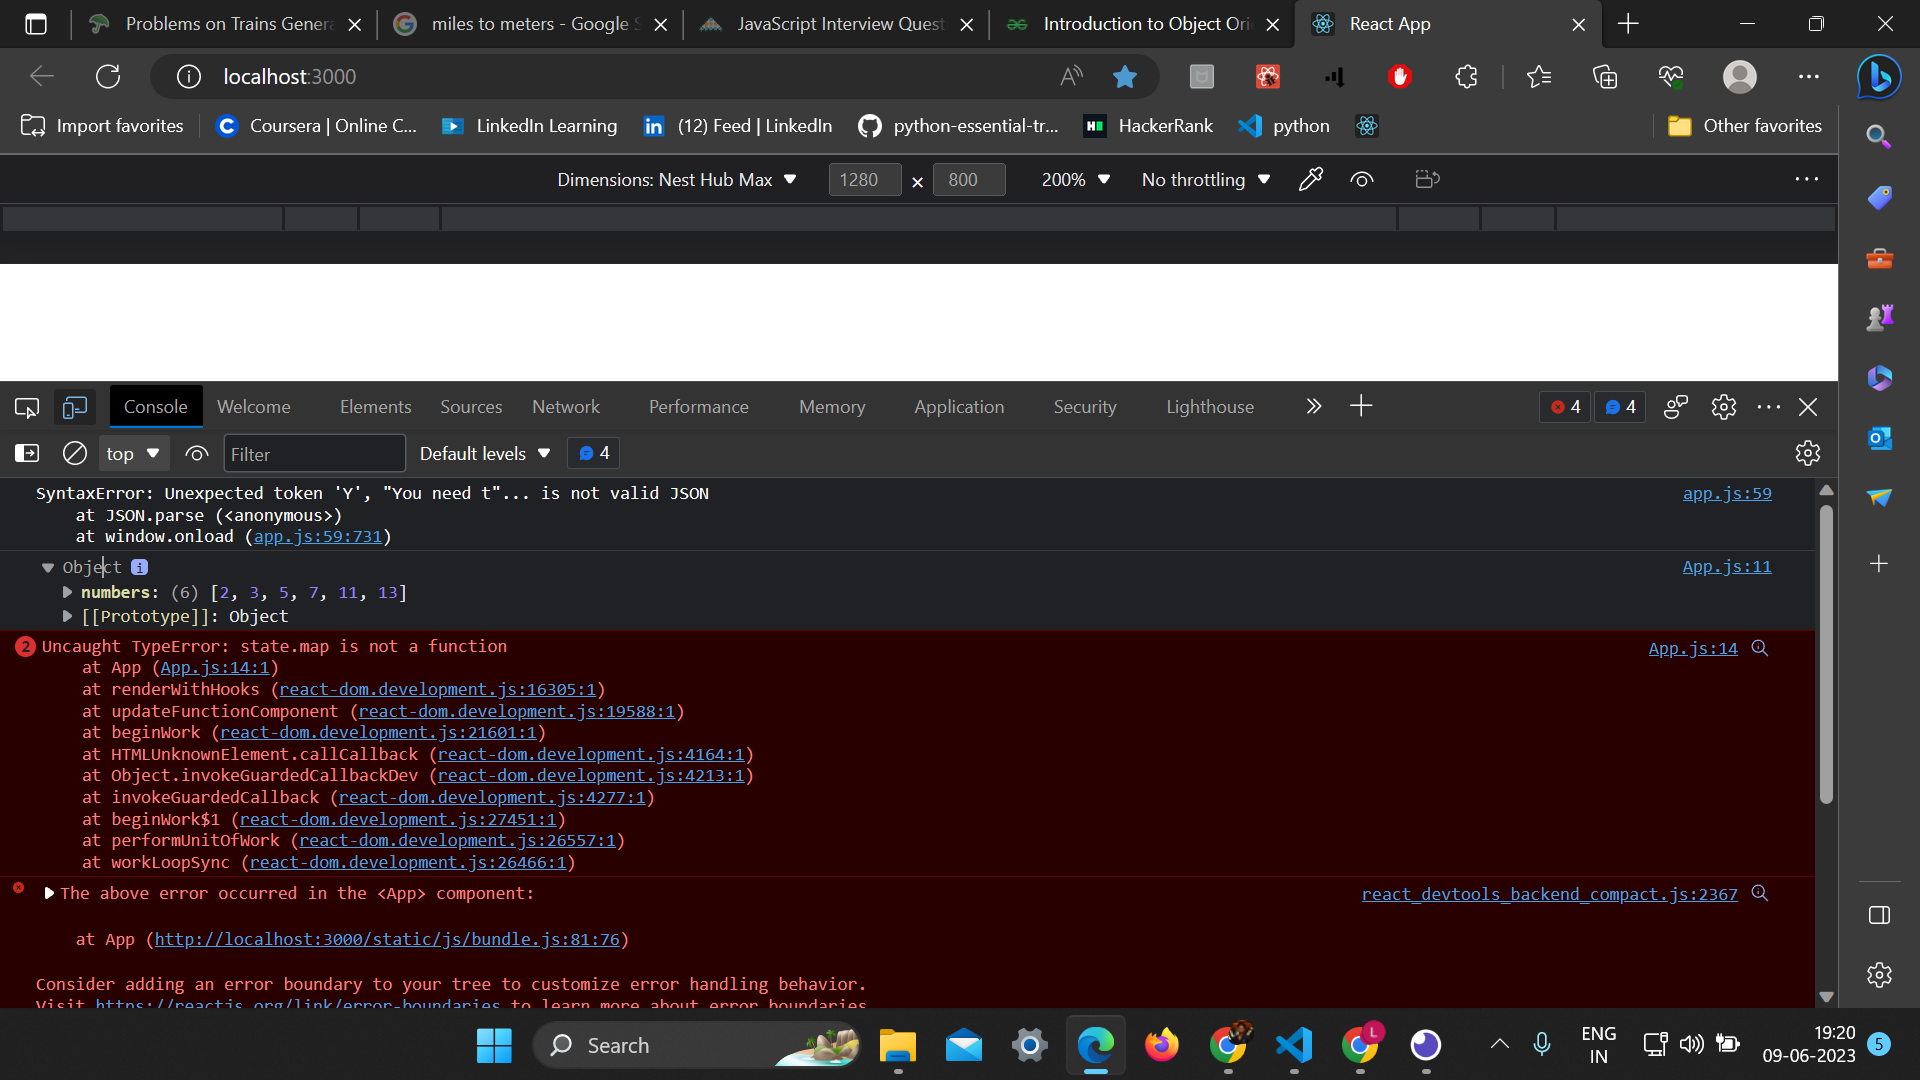 Problems on Trains Genera
miles to meters - Google S
JavaScript Interview Quest
Introduction to Object Ori
React App
localhost:3000
Import favorites
Coursera | Online C...
LinkedIn Learning
(12) Feed | LinkedIn
python-essential-tr...
HackerRank
python
Other favorites
Dimensions: Nest Hub Max
1280 × 800
200%
No throttling
Console
Welcome
Elements
Sources
Network
Performance
Memory
Application
Security
Lighthouse
4
4
top
Filter
Default levels
4
SyntaxError: Unexpected token 'Y', "You need t"... is not valid JSON app.js:59
at JSON.parse (<anonymous>)
at window.onload (app.js:59:731)
Object i App.js:11
numbers: (6) [2, 3, 5, 7, 11, 13]
[[Prototype]]: Object
2 Uncaught TypeError: state.map is not a function App.js:14
at App (App.js:14:1)
at renderWithHooks (react-dom.development.js:16305:1)
at updateFunctionComponent (react-dom.development.js:19588:1)
at beginWork (react-dom.development.js:21601:1)
at HTMLUnknownElement.callCallback (react-dom.development.js:4164:1)
at Object.invokeGuardedCallbackDev (react-dom.development.js:4213:1)
at invokeGuardedCallback (react-dom.development.js:4277:1)
at beginWork$1 (react-dom.development.js:27451:1)
at performUnitOfWork (react-dom.development.js:26557:1)
at workLoopSync (react-dom.development.js:26466:1)
The above error occurred in the <App> component: react_devtools_backend_compact.js:2367
at App (http://localhost:3000/static/js/bundle.js:81:76)
Consider adding an error boundary to your tree to customize error handling behavior.
Visit https://reactjs.org/link/error-boundaries to learn more about error boundaries
Search
L
ENG
IN
19:20
09-06-2023
5